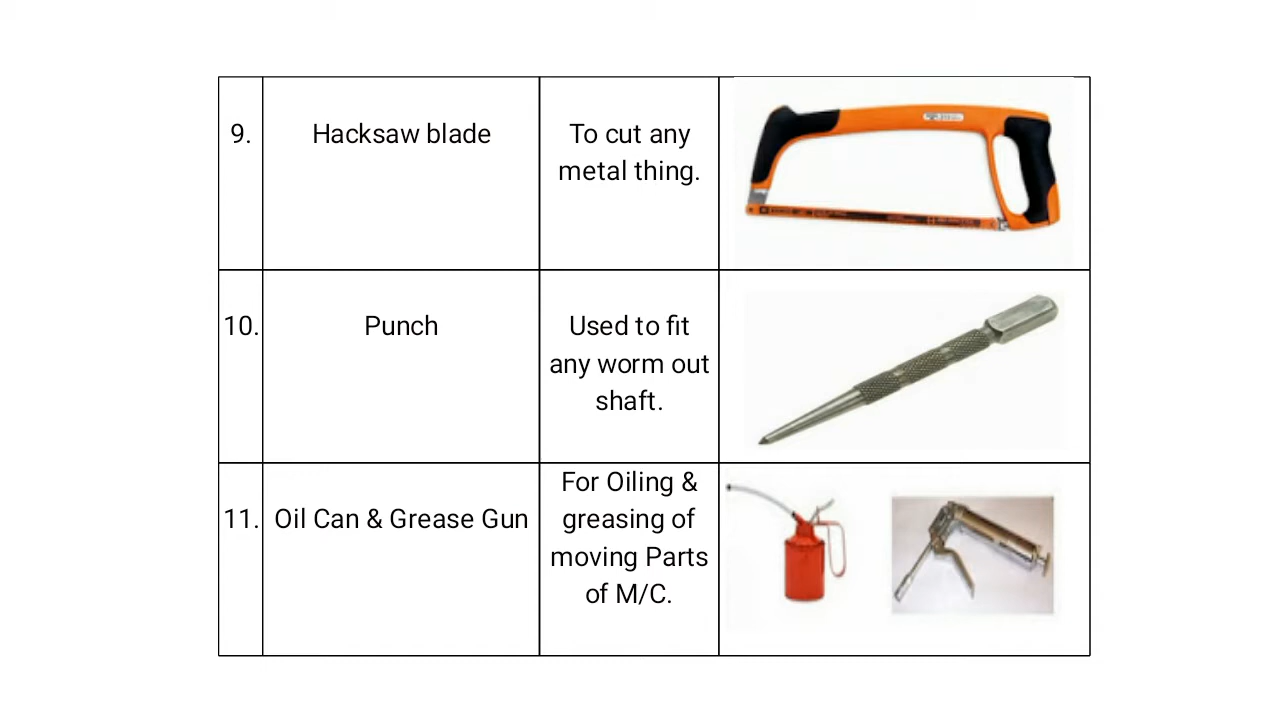 9.
Hacksaw blade
To cut any
metal thing.
10.
Punch
Used to fit
any worm out
shaft.
11.
Oil Can & Grease Gun
For Oiling &
greasing of
moving Parts
of M/C.